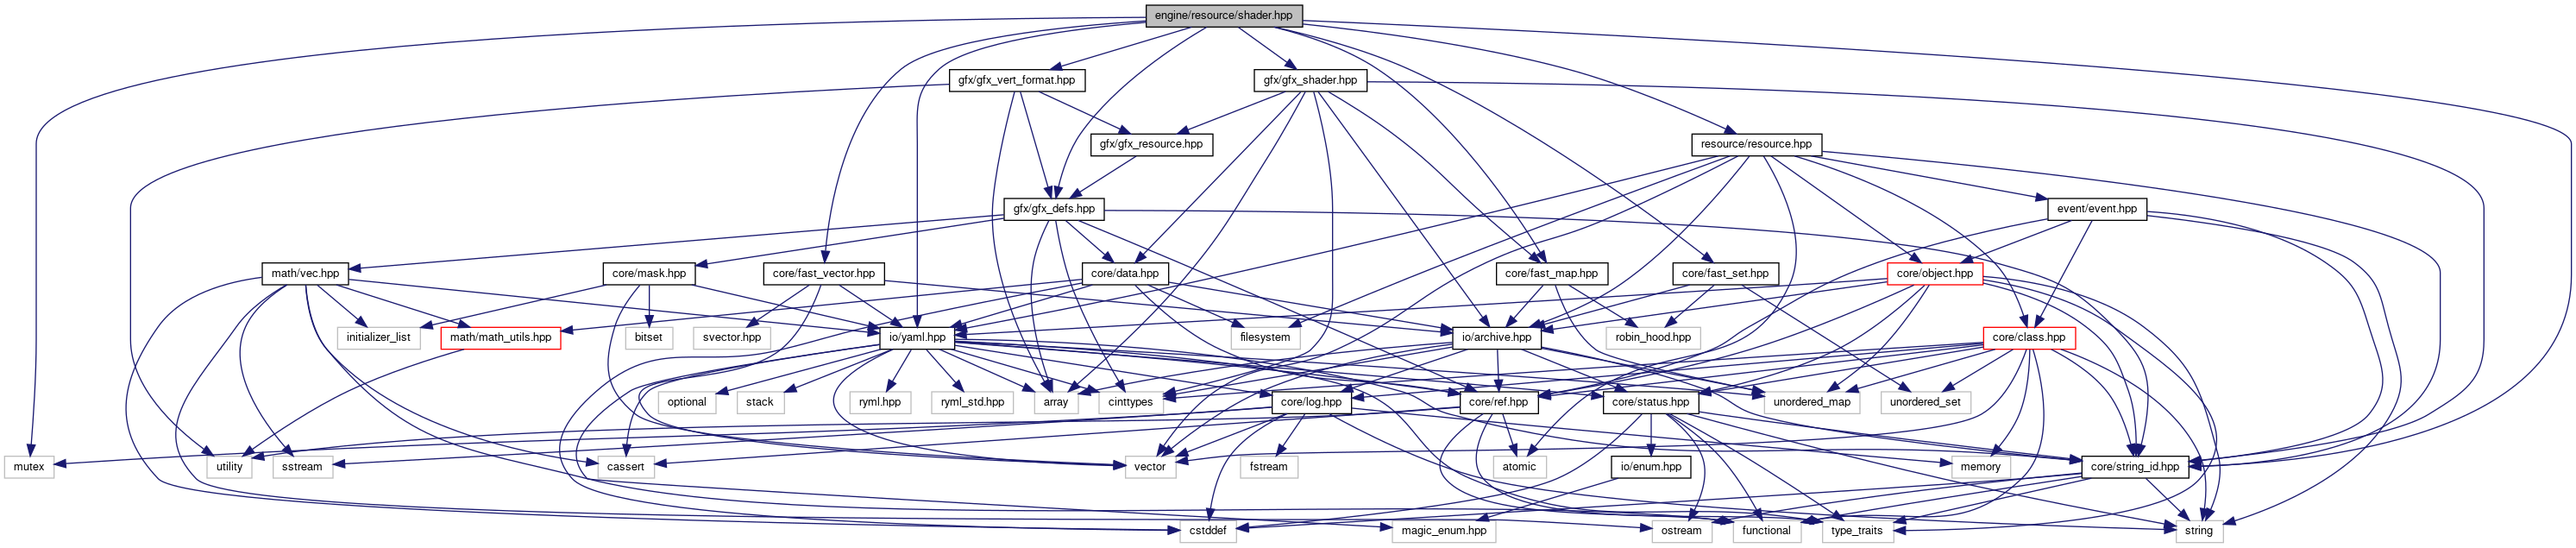 engine/resource/shader.hpp
gfx/gfx_vert_format.hpp
gfx/gfx_shader.hpp
gfx/gfx_resource.hpp
resource/resource.hpp
gfx/gfx_defs.hpp
event/event.hpp
math/vec.hpp
core/mask.hpp
core/fast_vector.hpp
core/data.hpp
core/fast_map.hpp
core/fast_set.hpp
core/object.hpp
initializer_list
math/math_utils.hpp
bitset
svector.hpp
io/yaml.hpp
filesystem
io/archive.hpp
robin_hood.hpp
core/class.hpp
optional
stack
ryml.hpp
ryml_std.hpp
array
cinttypes
core/log.hpp
core/ref.hpp
core/status.hpp
unordered_map
unordered_set
mutex
utility
sstream
cassert
vector
fstream
atomic
io/enum.hpp
memory
core/string_id.hpp
cstddef
magic_enum.hpp
ostream
functional
type_traits
string